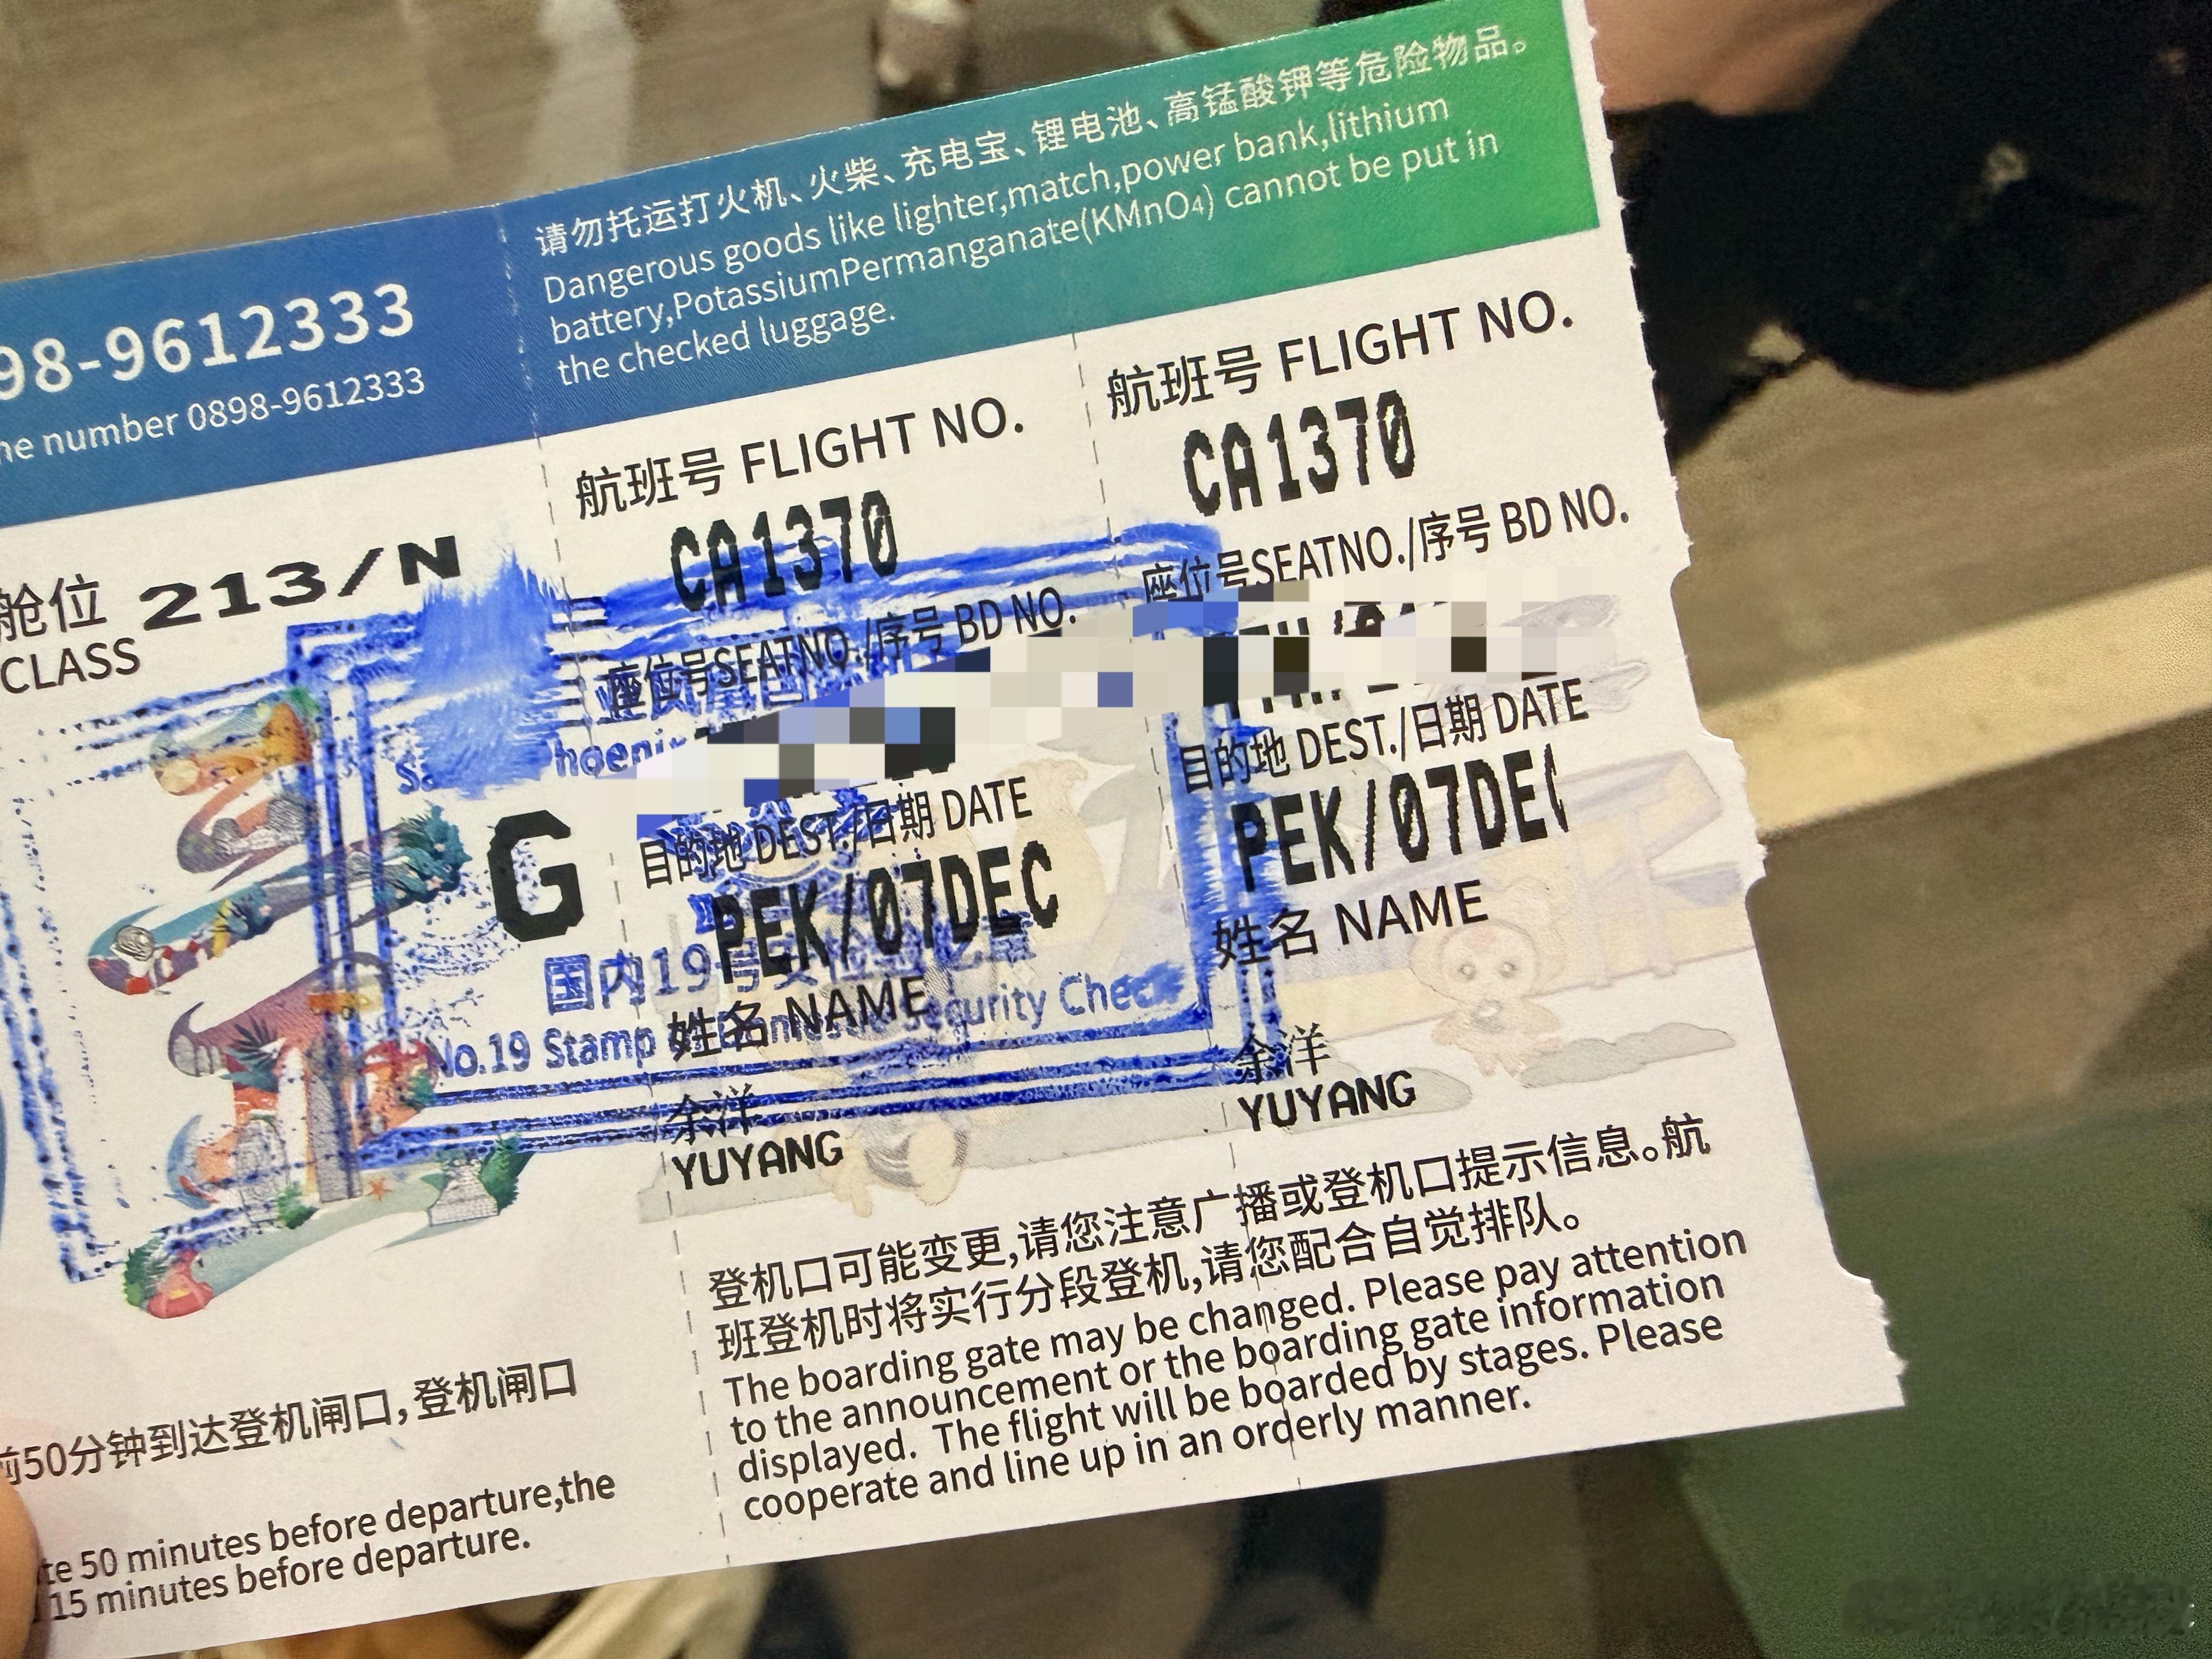 98-9612333
ne number 0898-9612333
请勿托运打火机、火柴、充电宝、锂电池、高锰酸钾等危险物品。
Dangerous goods like lighter,match,power bank,lithium
battery,PotassiumPermanganate(KMnO4) cannot be put in
the checked luggage.
舱位 213/N
CLASS
G
航班号 FLIGHT NO.
CA1370
座位号SEATNO./序号 BD NO.
hoeni
目的地 DEST./日期 DATE
PEK/07DEC
国内19号
姓名 NAME
No.19 Stamp Security Check
余洋
YUYANG
航班号 FLIGHT NO.
CA1370
座位号SEATNO./序号 BD NO.
目的地 DEST./日期 DATE
PEK/07DE
姓名 NAME
余洋
YUYANG
前50分钟到达登机闸口,登机闸口
te 50 minutes before departure,the
15 minutes before departure.
登机口可能变更,请您注意广播或登机口提示信息。航
班登机时将实行分段登机,请您配合自觉排队。
The boarding gate may be changed. Please pay attention
to the announcement or the boarding gate information
displayed. The flight will be boarded by stages. Please
cooperate and line up in an orderly manner.